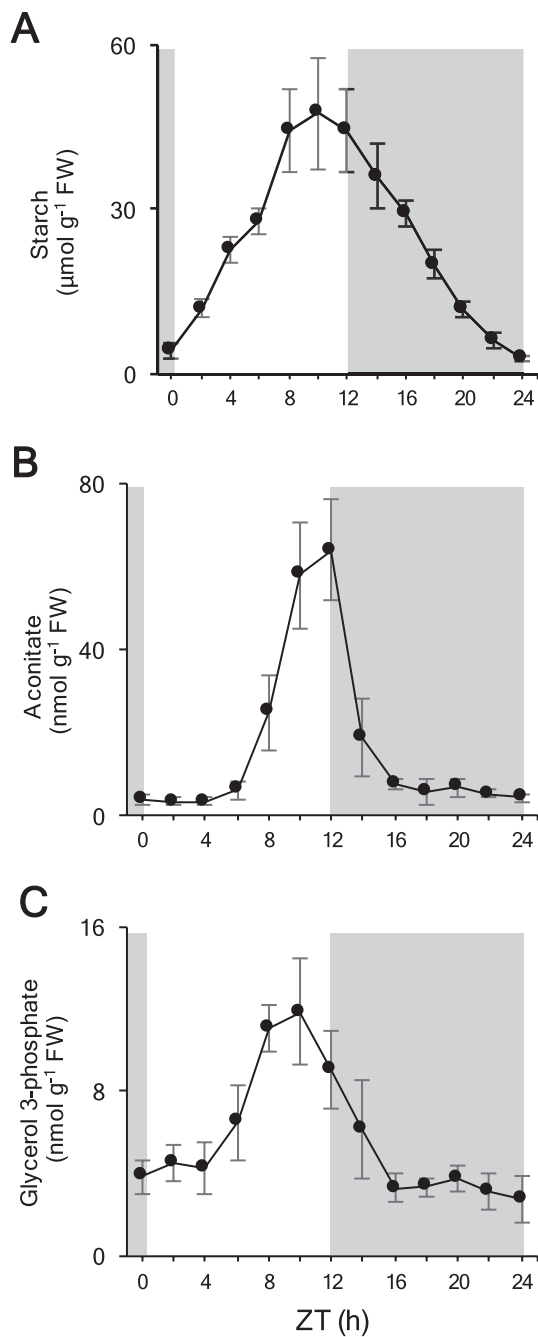 A
60
30
0
Starch
(μmol g⁻¹ FW)
0 4 8 12 16 20 24
B
80
40
0
Aconitate
(nmol g⁻¹ FW)
0 4 8 12 16 20 24
C
16
8
0
Glycerol 3-phosphate
(nmol g⁻¹ FW)
0 4 8 12 16 20 24
ZT (h)